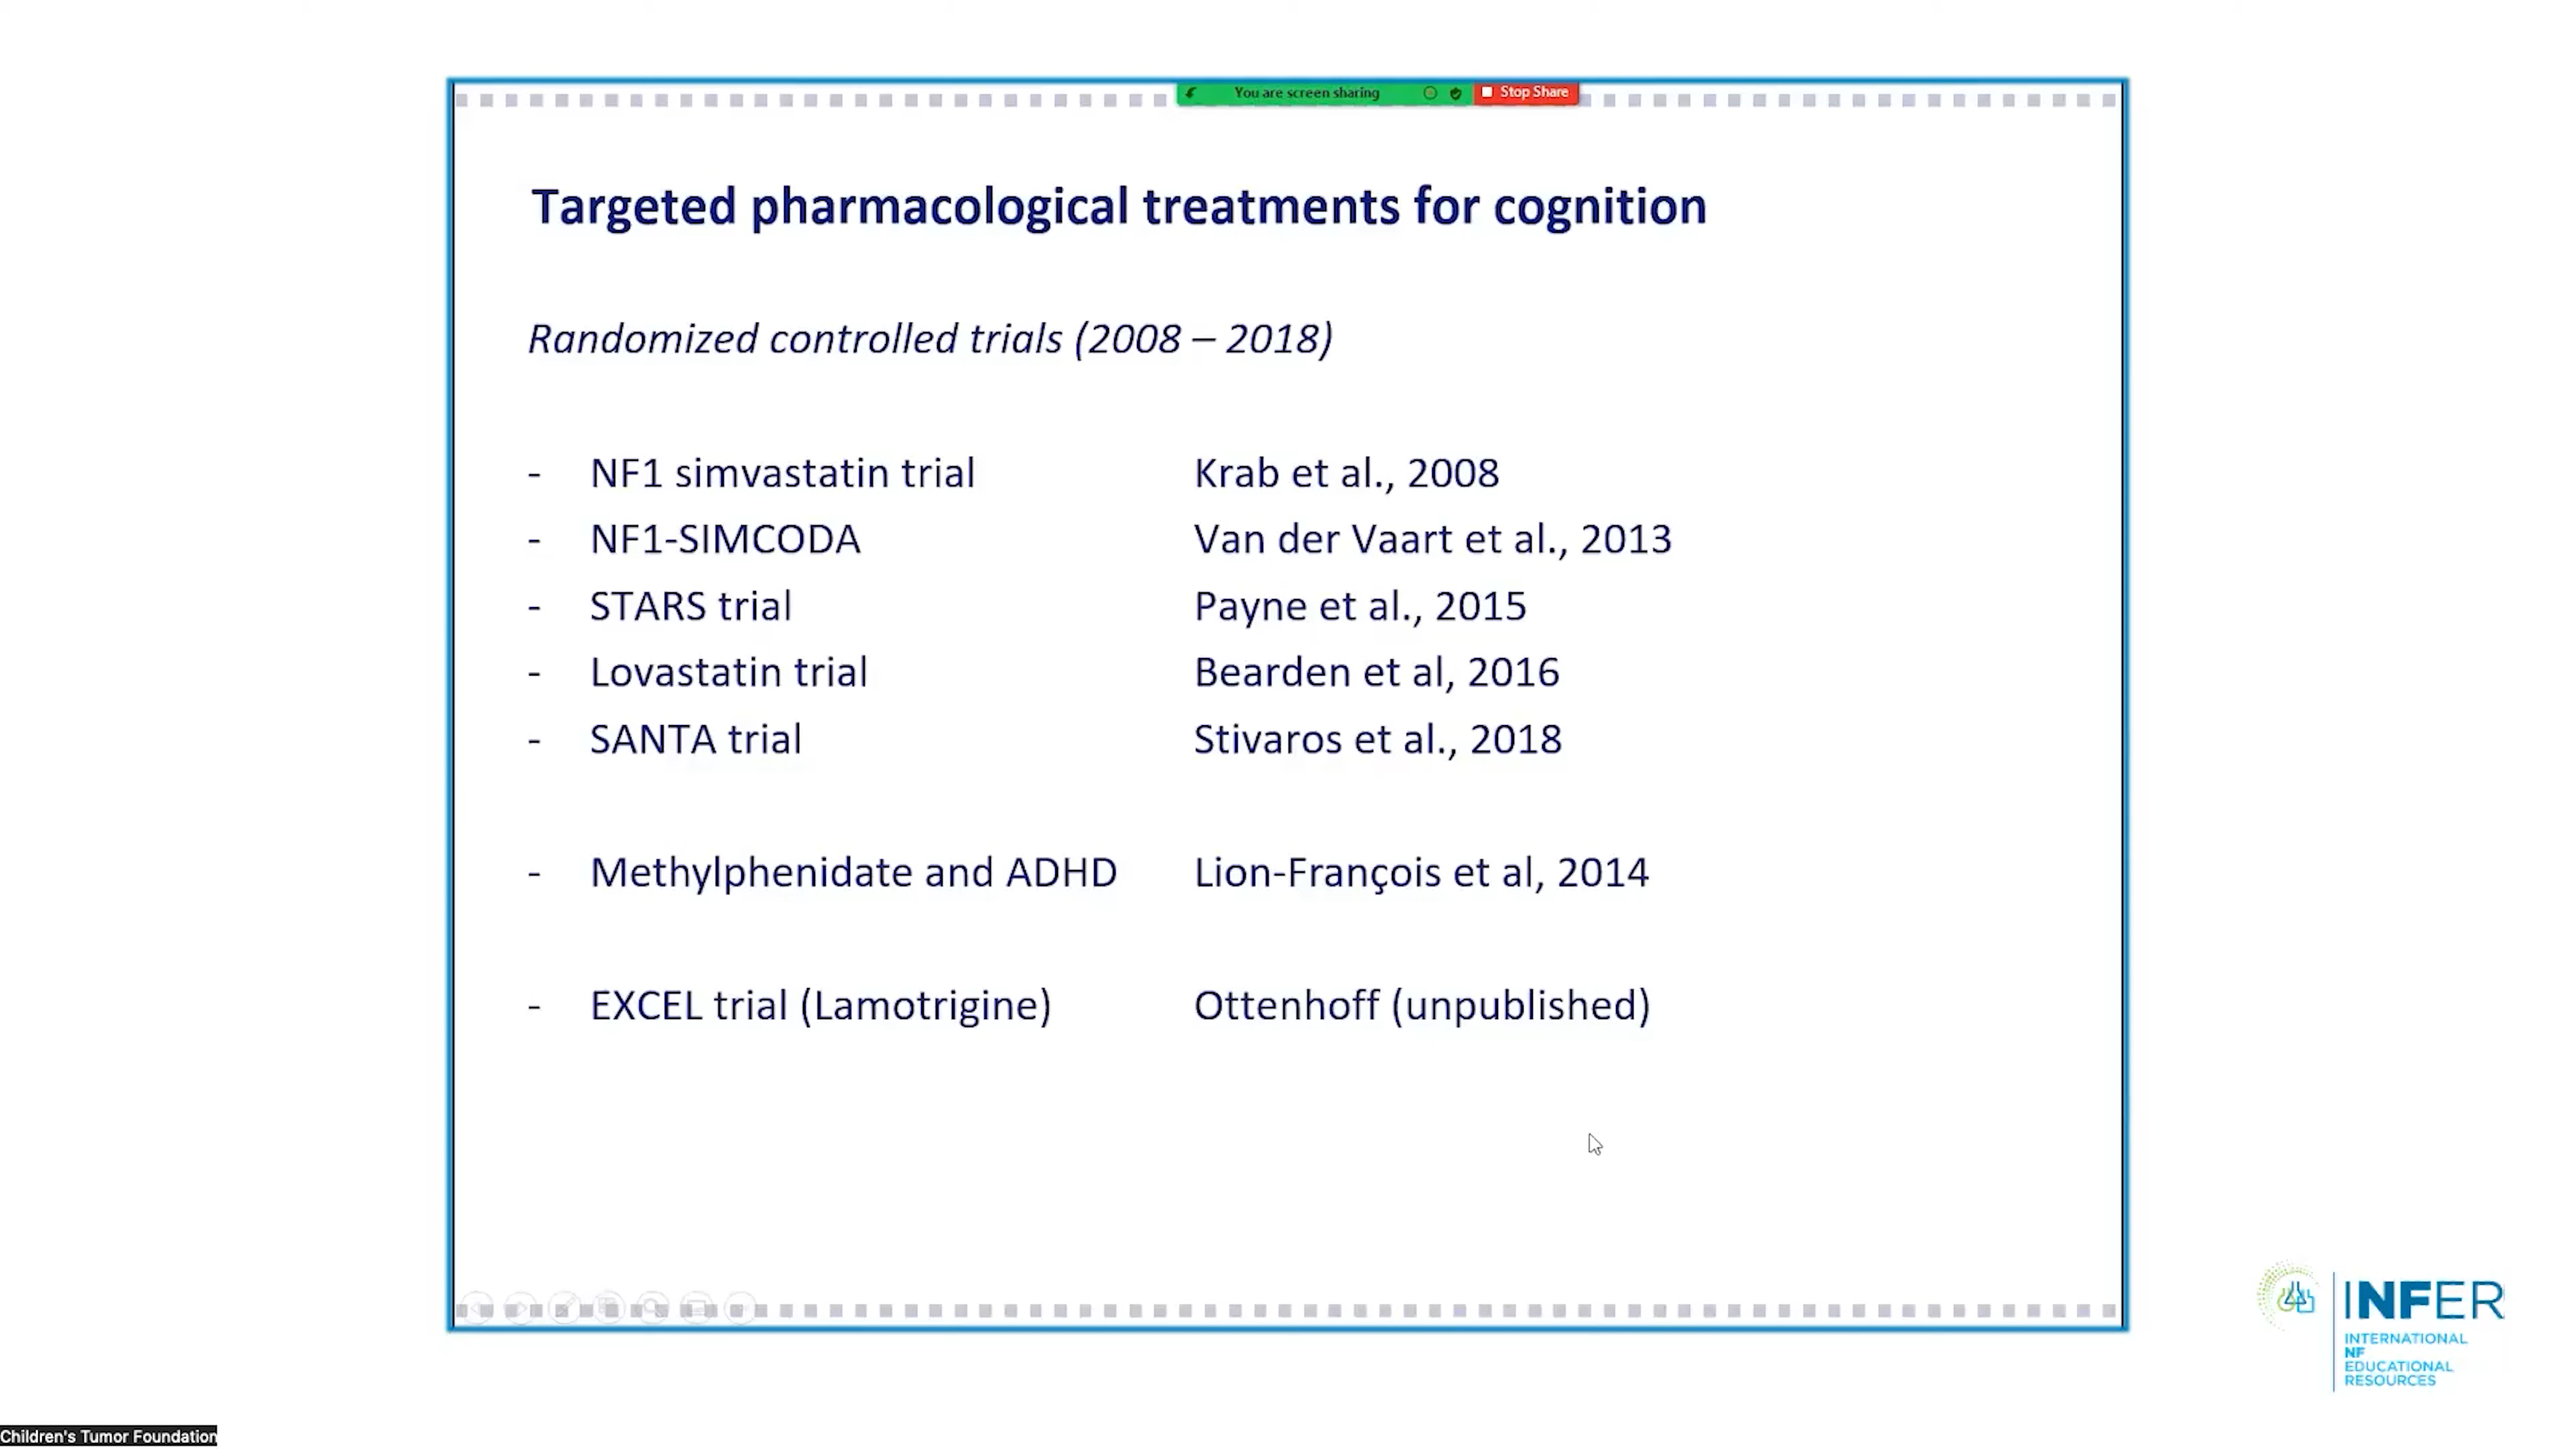 You are screen sharing
Stop Share
Targeted pharmacological treatments for cognition
Randomized controlled trials (2008 – 2018)
- NF1 simvastatin trial Krab et al., 2008
- NF1-SIMCODA Van der Vaart et al., 2013
- STARS trial Payne et al., 2015
- Lovastatin trial Bearden et al, 2016
- SANTA trial Stivaros et al., 2018
- Methylphenidate and ADHD Lion-François et al, 2014
- EXCEL trial (Lamotrigine) Ottenhoff (unpublished)
INFER
INTERNATIONAL
NF
EDUCATIONAL
RESOURCES
Children's Tumor Foundation